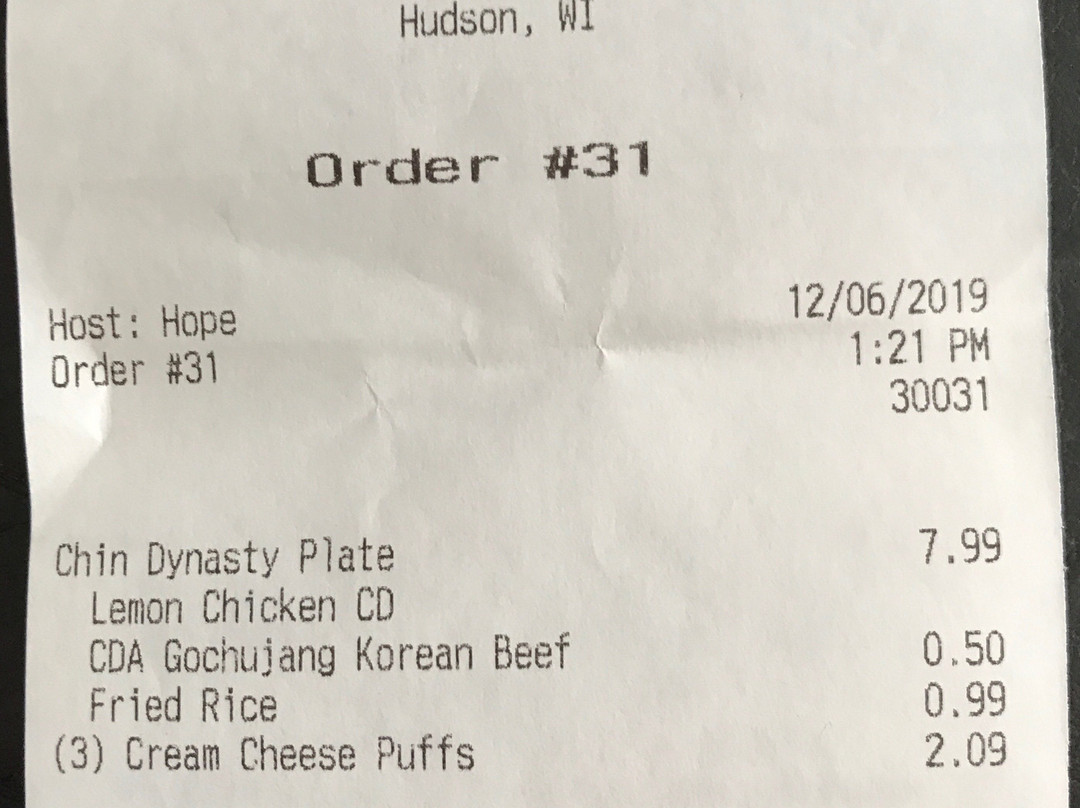 Hudson, WI
Order #31
Host: Hope 12/06/2019
Order #31 1:21 PM
30031
Chin Dynasty Plate 7.99
Lemon Chicken CD
CDA Gochujang Korean Beef 0.50
Fried Rice 0.99
(3) Cream Cheese Puffs 2.09